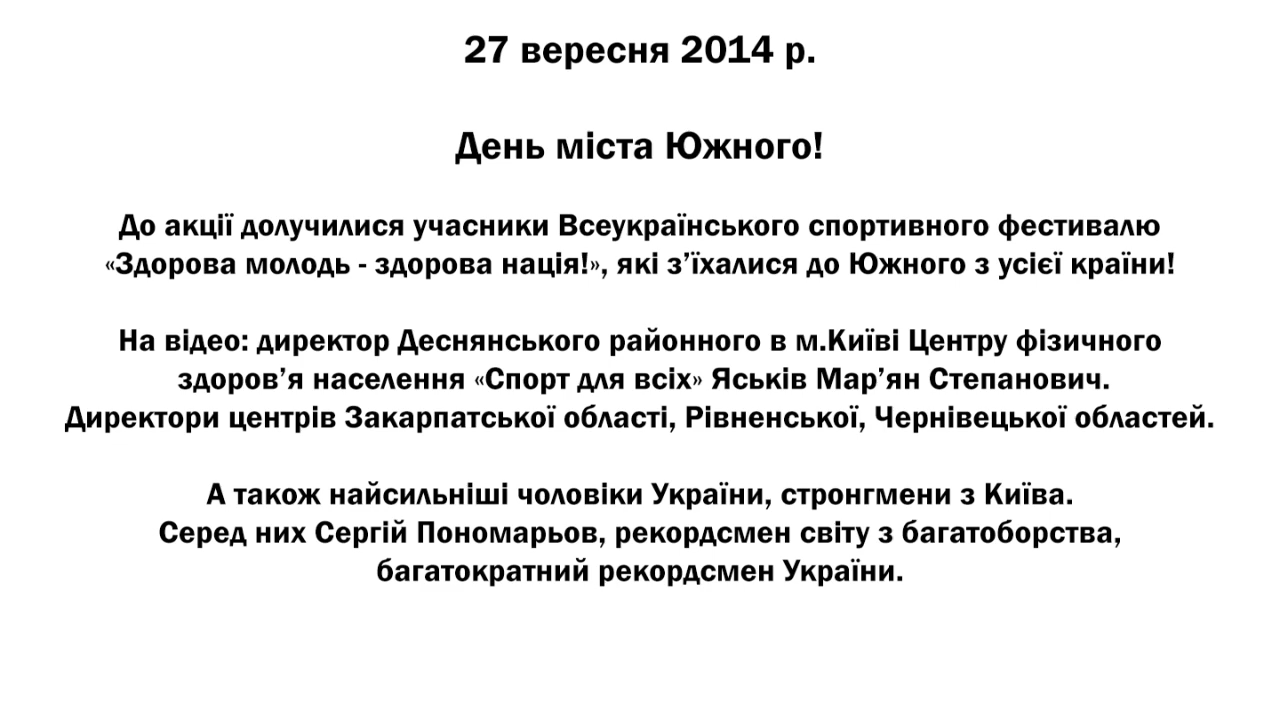 27 вересня 2014 р.
День міста Южного!
До акції долучилися учасники Всеукраїнського спортивного фестивалю
«Здорова молодь - здорова нація!», які з’їхалися до Южного з усієї країни!
На відео: директор Деснянського районного в м.Київі Центру фізичного
здоров’я населення «Спорт для всіх» Яськів Мар’ян Степанович.
Директори центрів Закарпатської області, Рівненської, Чернівецької областей.
А також найсильніші чоловіки України, стронгмени з Київа.
Серед них Сергій Пономарьов, рекордсмен світу з багатоборства,
багатократний рекордсмен України.